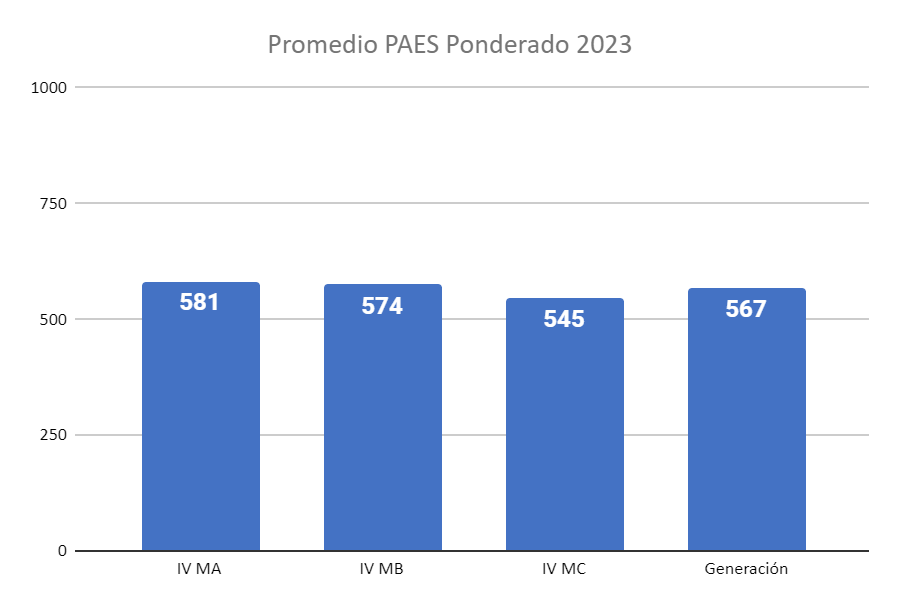 Promedio PAES Ponderado 2023
1000
750
500
250
0
581
574
545
567
IV MA
IV MB
IV MC
Generación